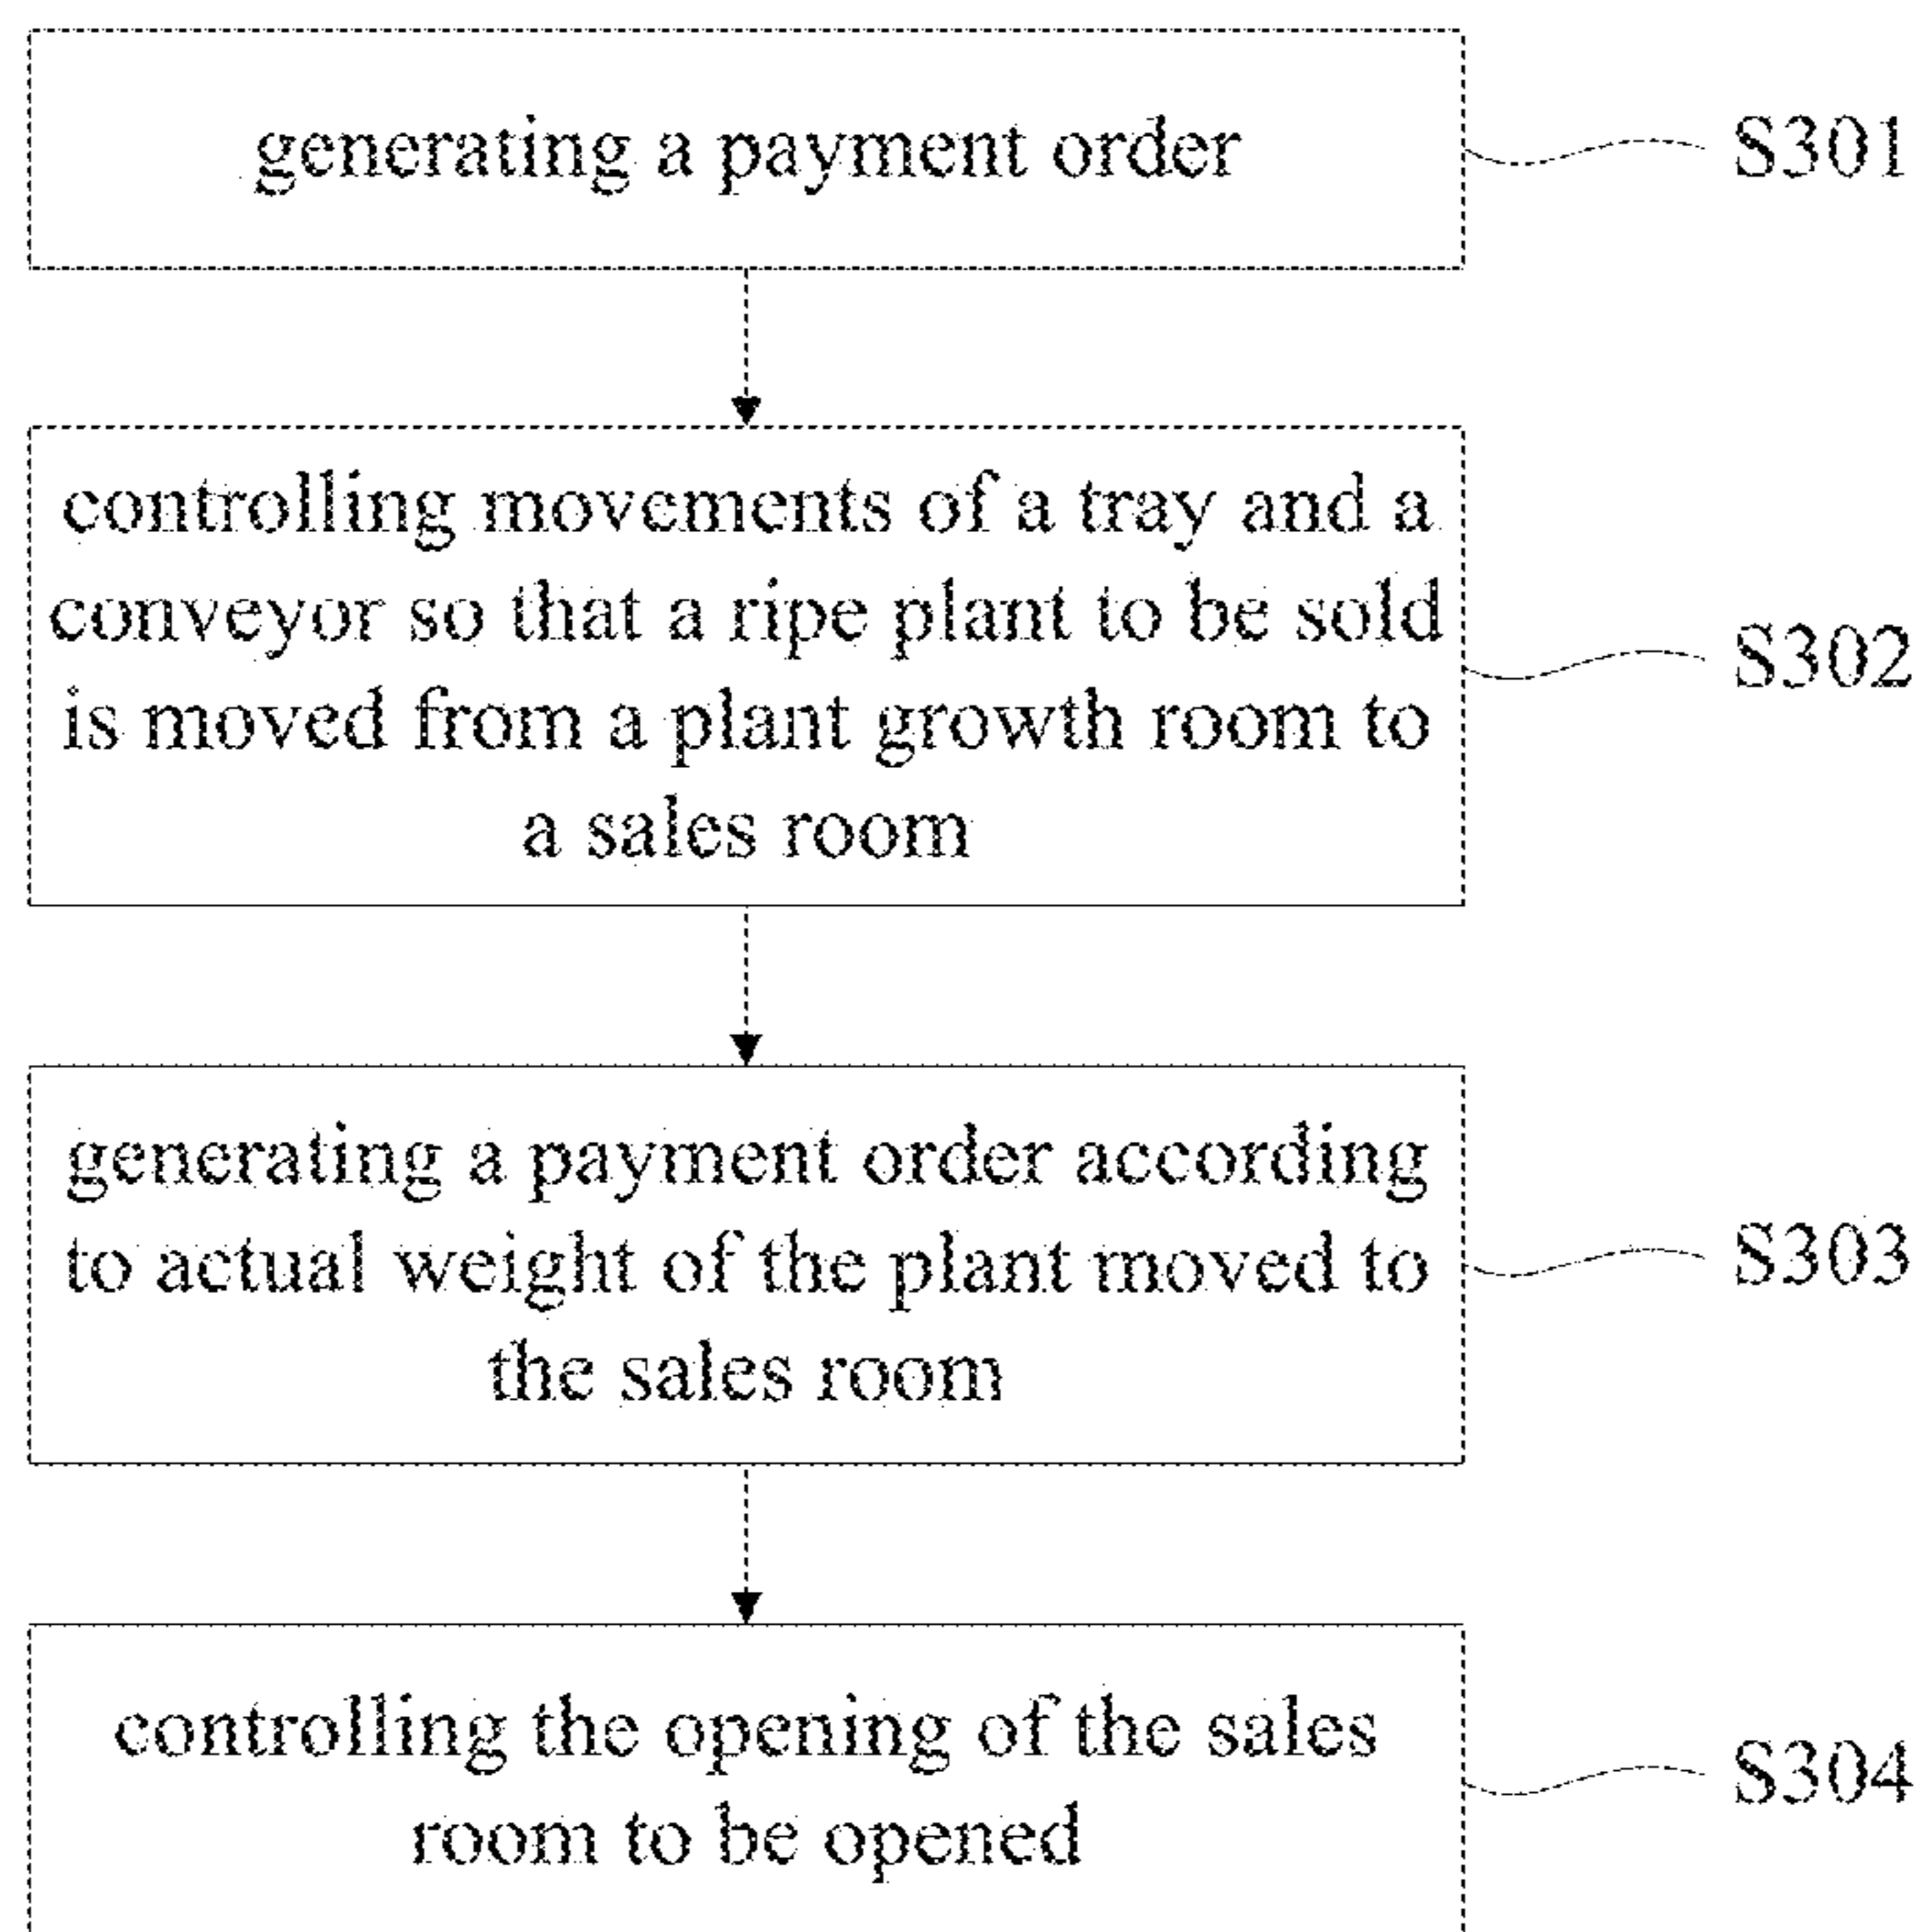 generating a payment order
S301
controlling movements of a tray and a
conveyor so that a ripe plant to be sold
is moved from a plant growth room to
a sales room
S302
generating a payment order according
to actual weight of the plant moved to
the sales room
S303
controlling the opening of the sales
room to be opened
S304